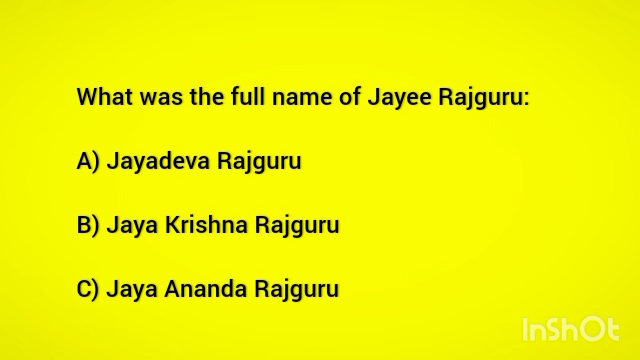 What was the full name of Jayee Rajguru:
A) Jayadeva Rajguru
B) Jaya Krishna Rajguru
C) Jaya Ananda Rajguru
InShOt